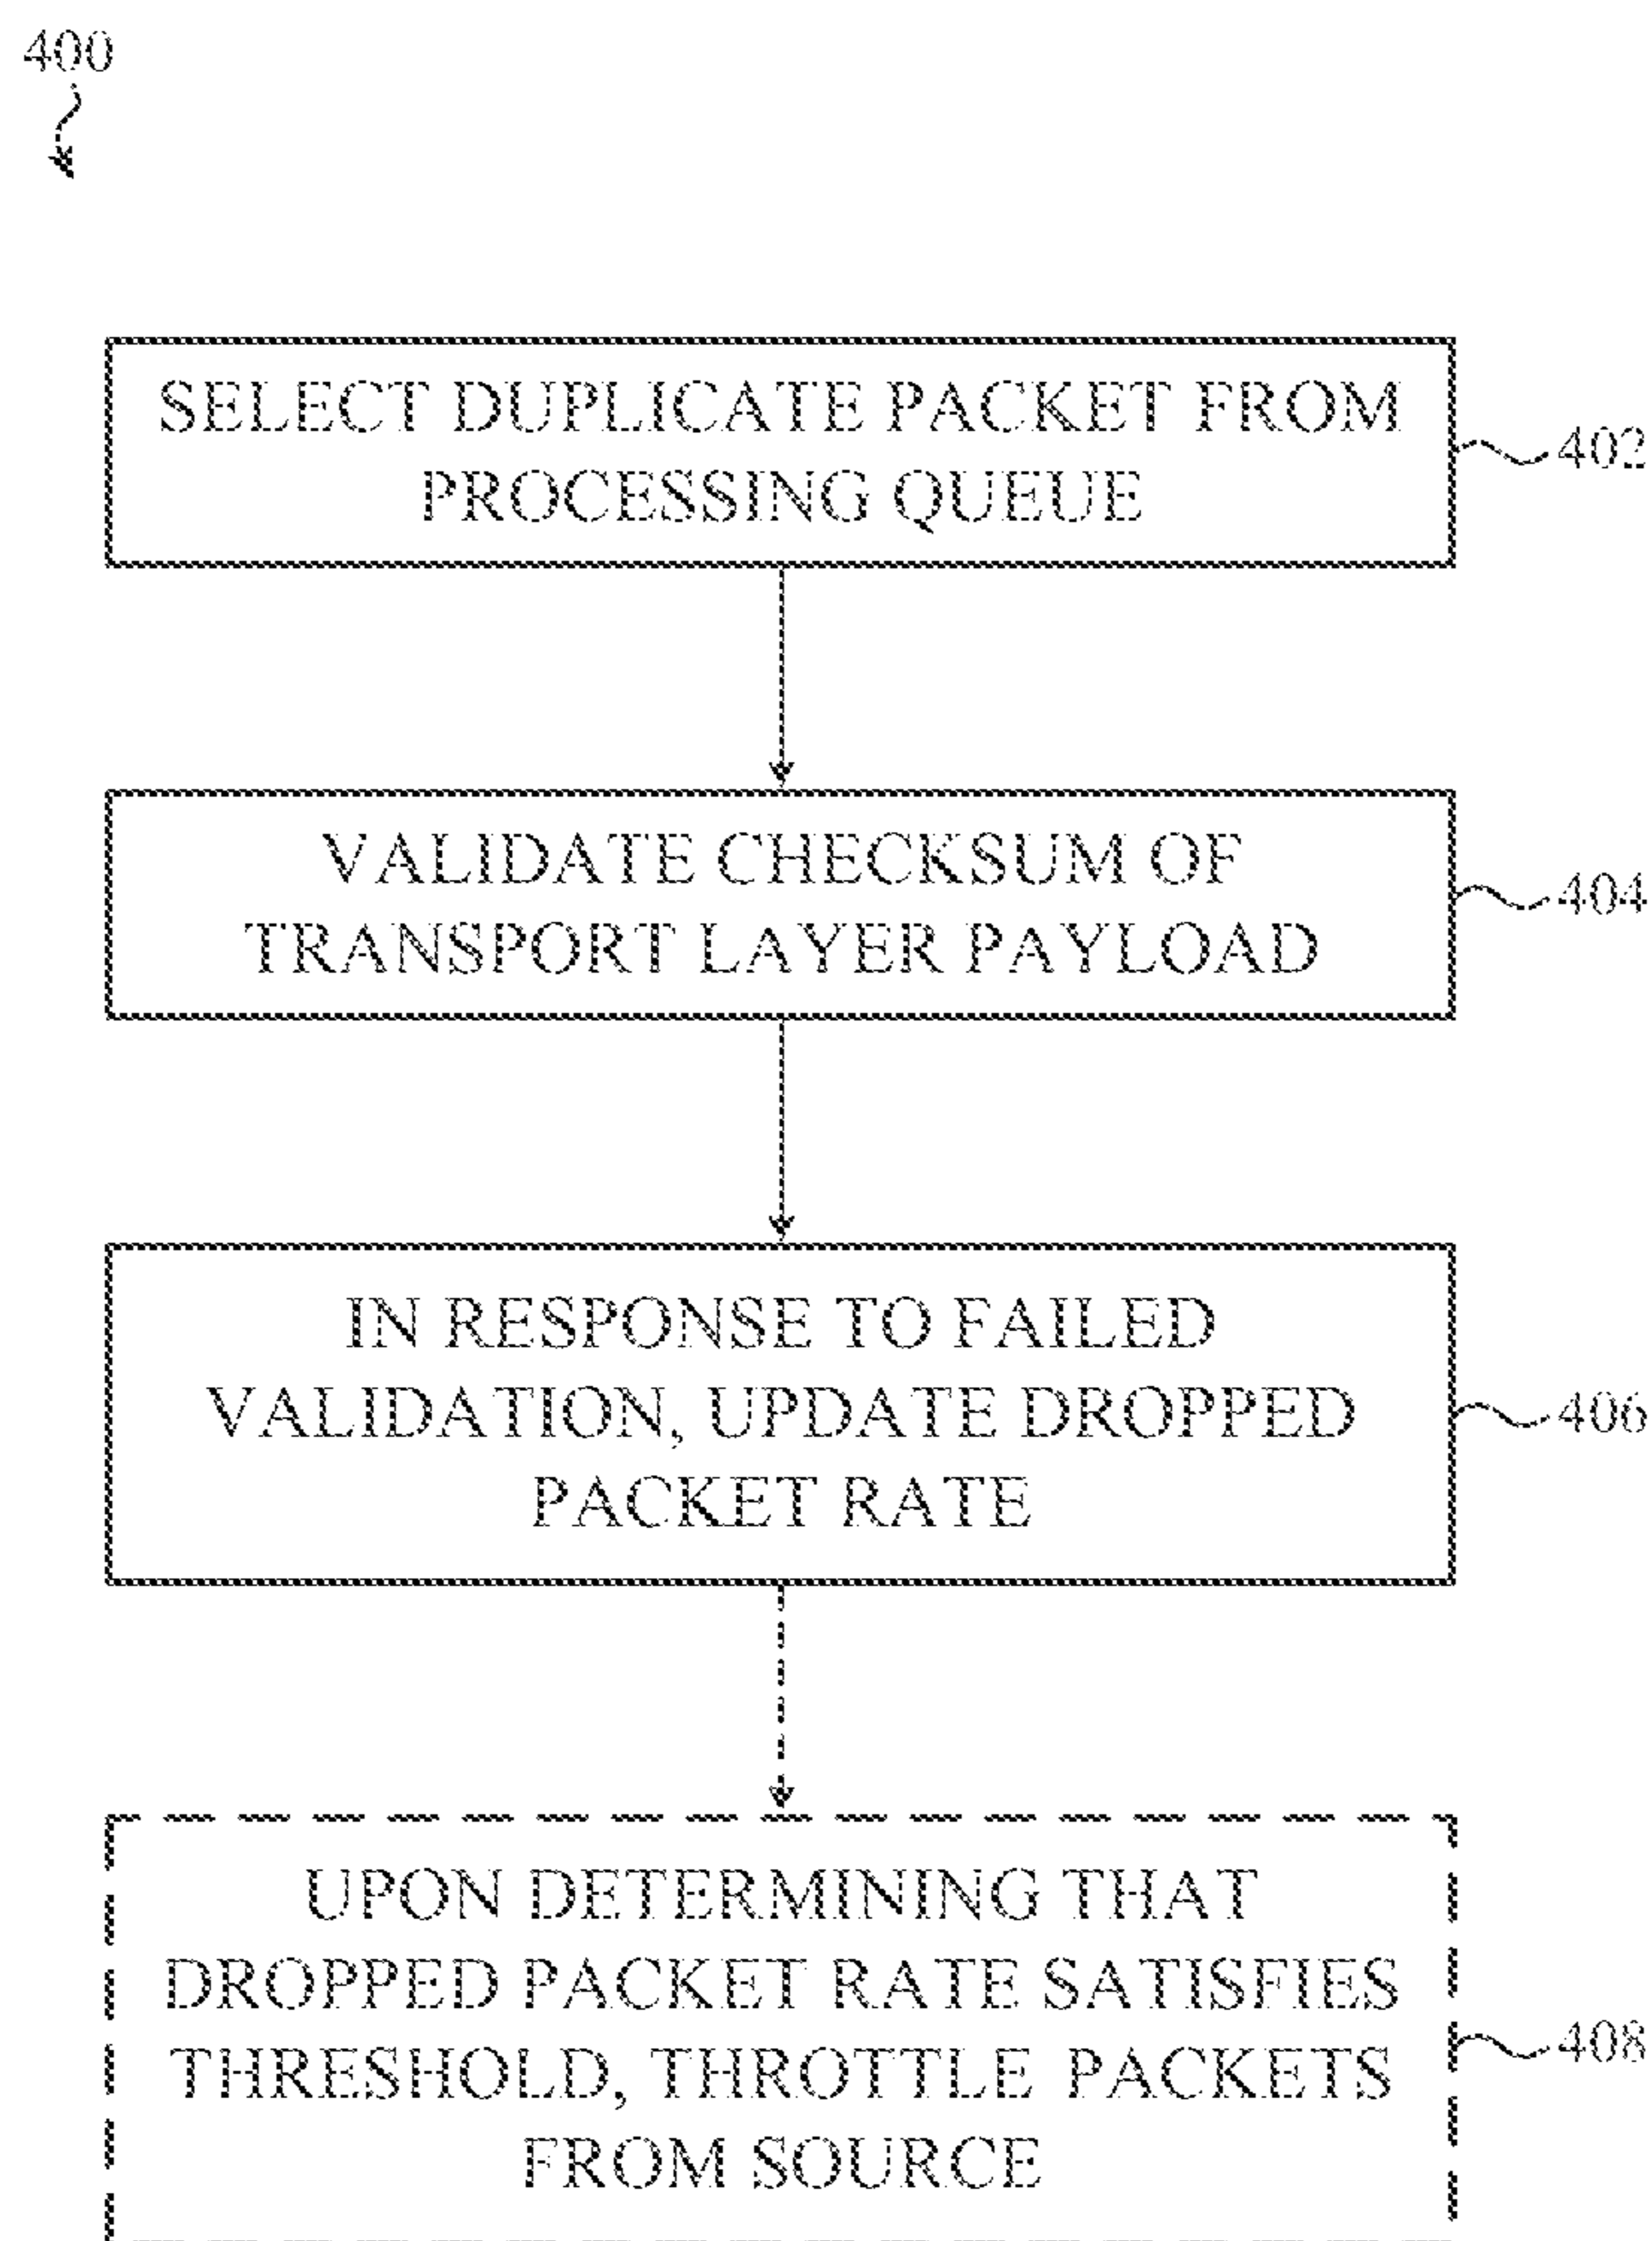 400
SELECT DUPLICATE PACKET FROM
PROCESSING QUEUE
402
VALIDATE CHECKSUM OF
TRANSPORT LAYER PAYLOAD
404
IN RESPONSE TO FAILED
VALIDATION, UPDATE DROPPED
PACKET RATE
406
UPON DETERMINING THAT
DROPPED PACKET RATE SATISFIES
THRESHOLD, THROTTLE PACKETS
FROM SOURCE
408